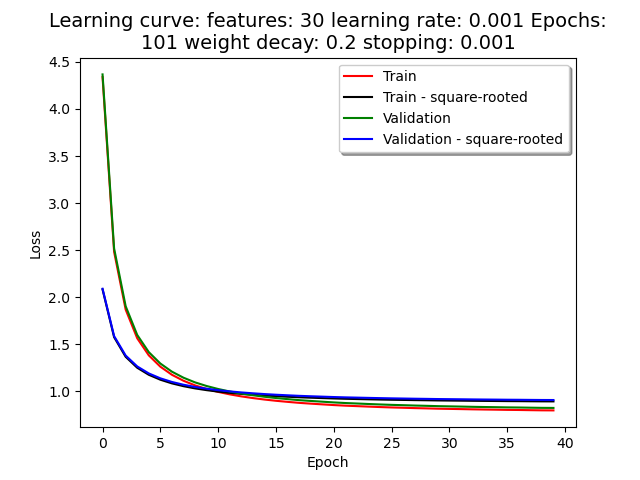 Learning curve: features: 30 learning rate: 0.001 Epochs:
101 weight decay: 0.2 stopping: 0.001
Train
Train - square-rooted
Validation
Validation - square-rooted
4.5
4.0
3.5
3.0
2.5
2.0
1.5
1.0
Loss
0 5 10 15 20 25 30 35 40
Epoch